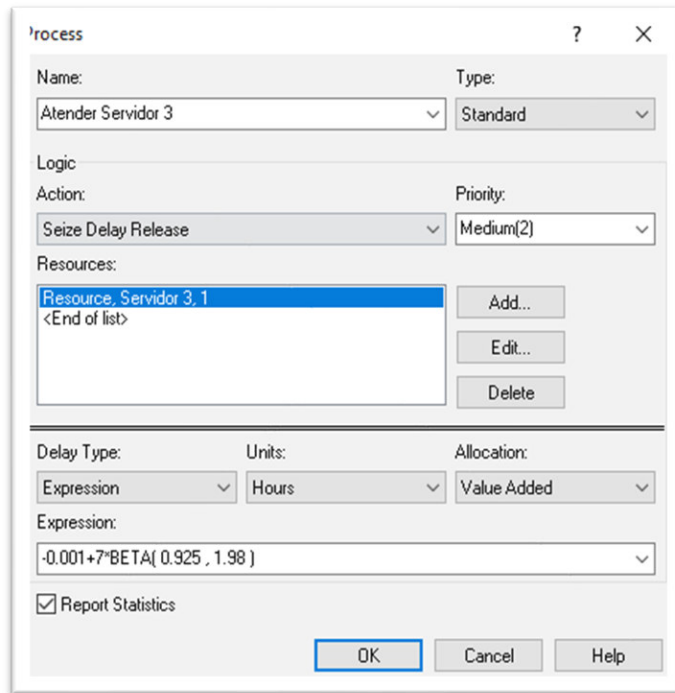 Process ?
Name: Type:
Atender Servidor 3 Standard
Logic
Action: Priority:
Seize Delay Release Medium(2)
Resources:
Resource, Servidor 3, 1 Add...
<End of list>
Edit...
Delete
Delay Type: Units: Allocation:
Expression Hours Value Added
Expression:
-0.001+7*BETA( 0.925 , 1.98 )
Report Statistics
OK Cancel Help